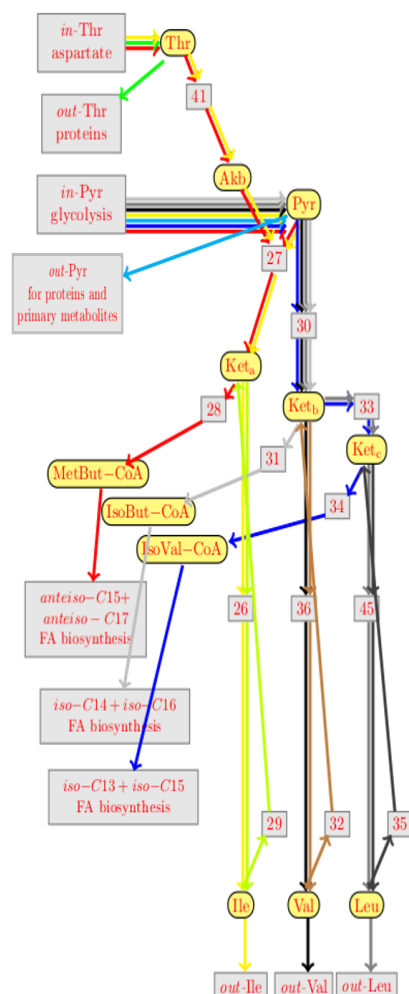 in-Thr
aspartate
Thr
41
out-Thr
proteins
Akb
in-Pyr
glycolysis
Pyr
27
out-Pyr
for proteins and
primary metabolites
30
Keta
28
Ketb
33
31
Ketc
MetBut−CoA
IsoBut−CoA
34
IsoVal−CoA
anteiso−C15+
anteiso − C17
FA biosynthesis
26
36
45
iso−C14 + iso−C16
FA biosynthesis
iso−C13 + iso−C15
FA biosynthesis
29
32
35
Ile
Val
Leu
out-Ile
out-Val
out-Leu